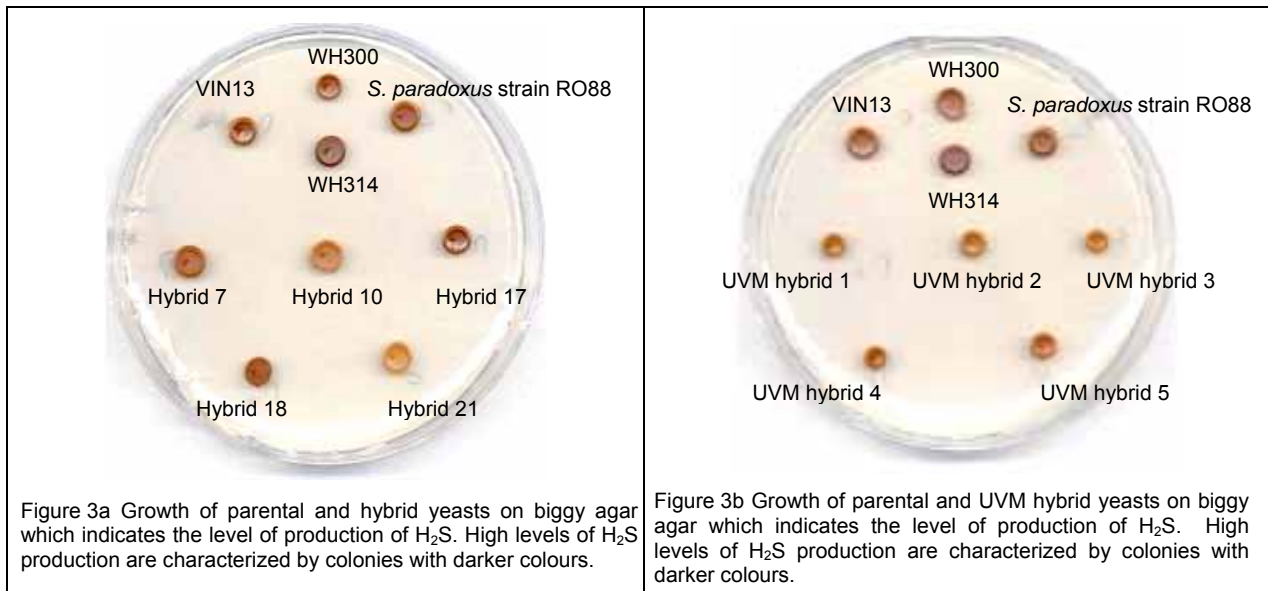 WH300
VIN13
S. paradoxus strain RO88
WH314
Hybrid 7
Hybrid 10
Hybrid 17
Hybrid 18
Hybrid 21
Figure 3a Growth of parental and hybrid yeasts on biggy agar
which indicates the level of production of H₂S. High levels of H₂S
production are characterized by colonies with darker colours.
WH300
VIN13
S. paradoxus strain RO88
WH314
UVM hybrid 1
UVM hybrid 2
UVM hybrid 3
UVM hybrid 4
UVM hybrid 5
Figure 3b Growth of parental and UVM hybrid yeasts on biggy
agar which indicates the level of production of H₂S. High
levels of H₂S production are characterized by colonies with
darker colours.